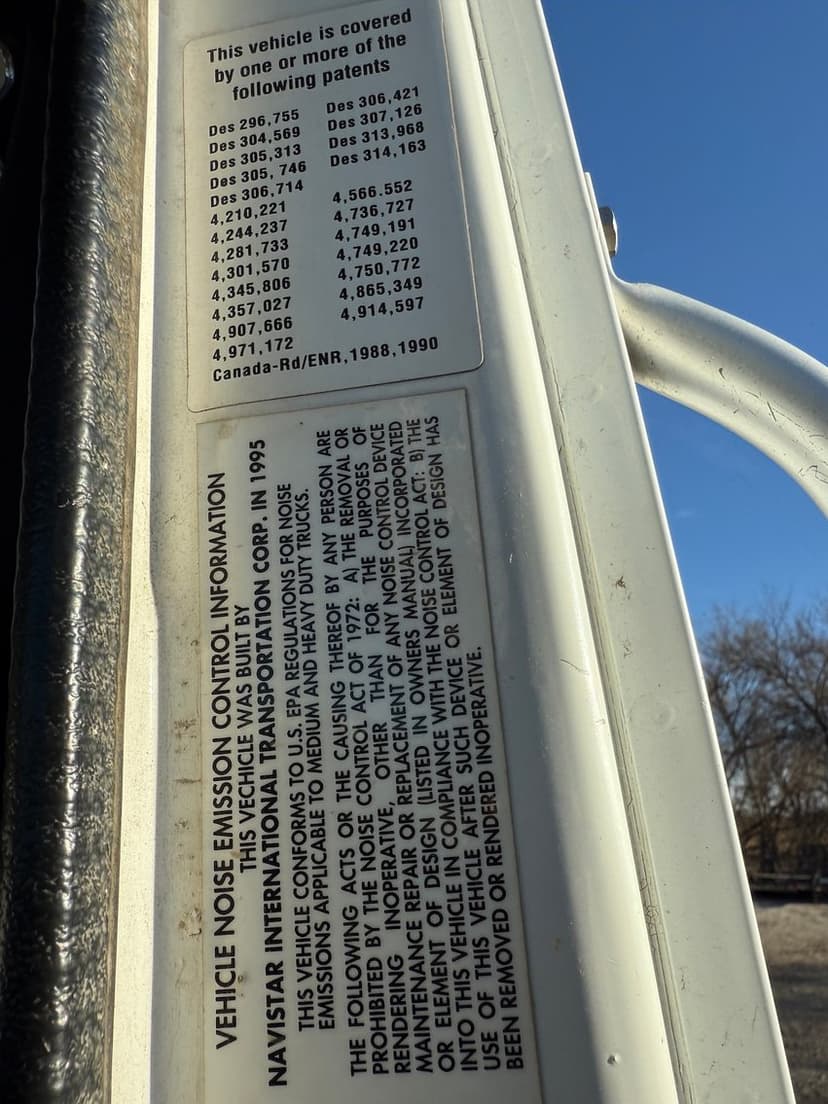 This vehicle is covered
by one or more of the
following patents
Des 296,755
Des 304,569
Des 305,313
Des 305, 746
Des 306,714
4,210,221
4,244,237
4,281,733
4,301,570
4,345,806
4,357,027
4,907,666
4,971,172
Des 306,421
Des 307,126
Des 313,968
Des 314,163
4,566.552
4,736,727
4,749,191
4,749,220
4,750,772
4,865,349
4,914,597
Canada-Rd/ENR,1988,1990
VEHICLE NOISE EMISSION CONTROL INFORMATION
THIS VECHICLE WAS BUILT BY
NAVISTAR INTERNATIONAL TRANSPORTATION CORP. IN 1995
THIS VEHICLE CONFORMS TO U.S. EPA REGULATIONS FOR NOISE
EMISSIONS APPLICABLE TO MEDIUM AND HEAVY DUTY TRUCKS.
THE FOLLOWING ACTS OR THE CAUSING THEREOF BY ANY PERSON ARE
PROHIBITED BY THE NOISE CONTROL ACT OF 1972: A) THE REMOVAL OR
RENDERING INOPERATIVE, OTHER THAN FOR THE PURPOSES OF
MAINTENANCE REPAIR OR REPLACEMENT OF ANY NOISE CONTROL DEVICE
OR ELEMENT OF DESIGN (LISTED IN OWNERS MANUAL) INCORPORATED
INTO THIS VEHICLE IN COMPLIANCE WITH THE NOISE CONTROL ACT: B) THE
USE OF THIS VEHICLE AFTER SUCH DEVICE OR ELEMENT OF DESIGN HAS
BEEN REMOVED OR RENDERED INOPERATIVE.